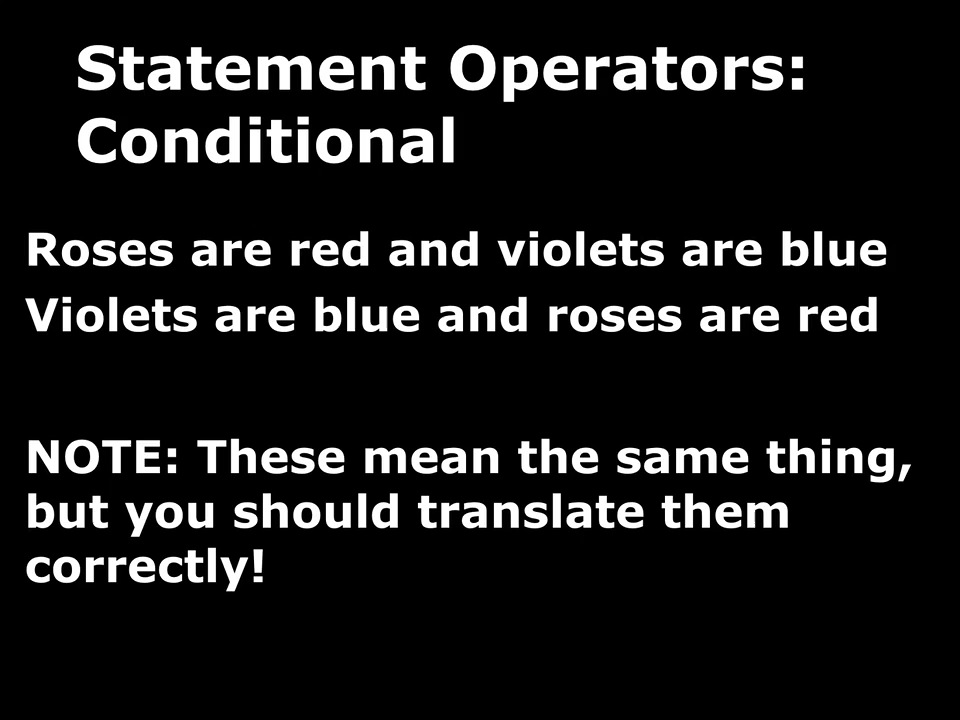 Statement Operators:
Conditional
Roses are red and violets are blue
Violets are blue and roses are red
NOTE: These mean the same thing,
but you should translate them
correctly!